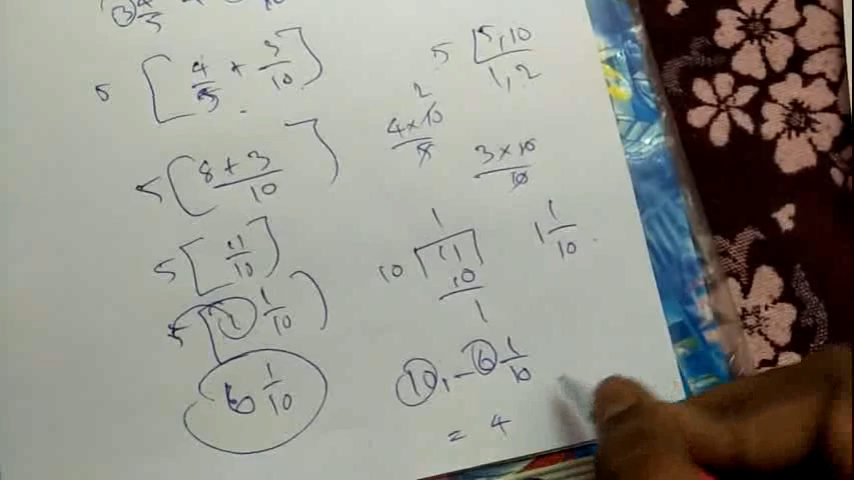 5 [ 4/5 + 3/10 ]
5 | 5, 10
1, 2
5 [ 8 + 3 / 10 ]
2
4 × 10 / 5
3 × 10 / 10
5 [ 11/10 ]
1
10 | 11
10
1
1 1/10
5 [ 1 1/10 ]
6 1/10
10 - 6 1/10
= 4